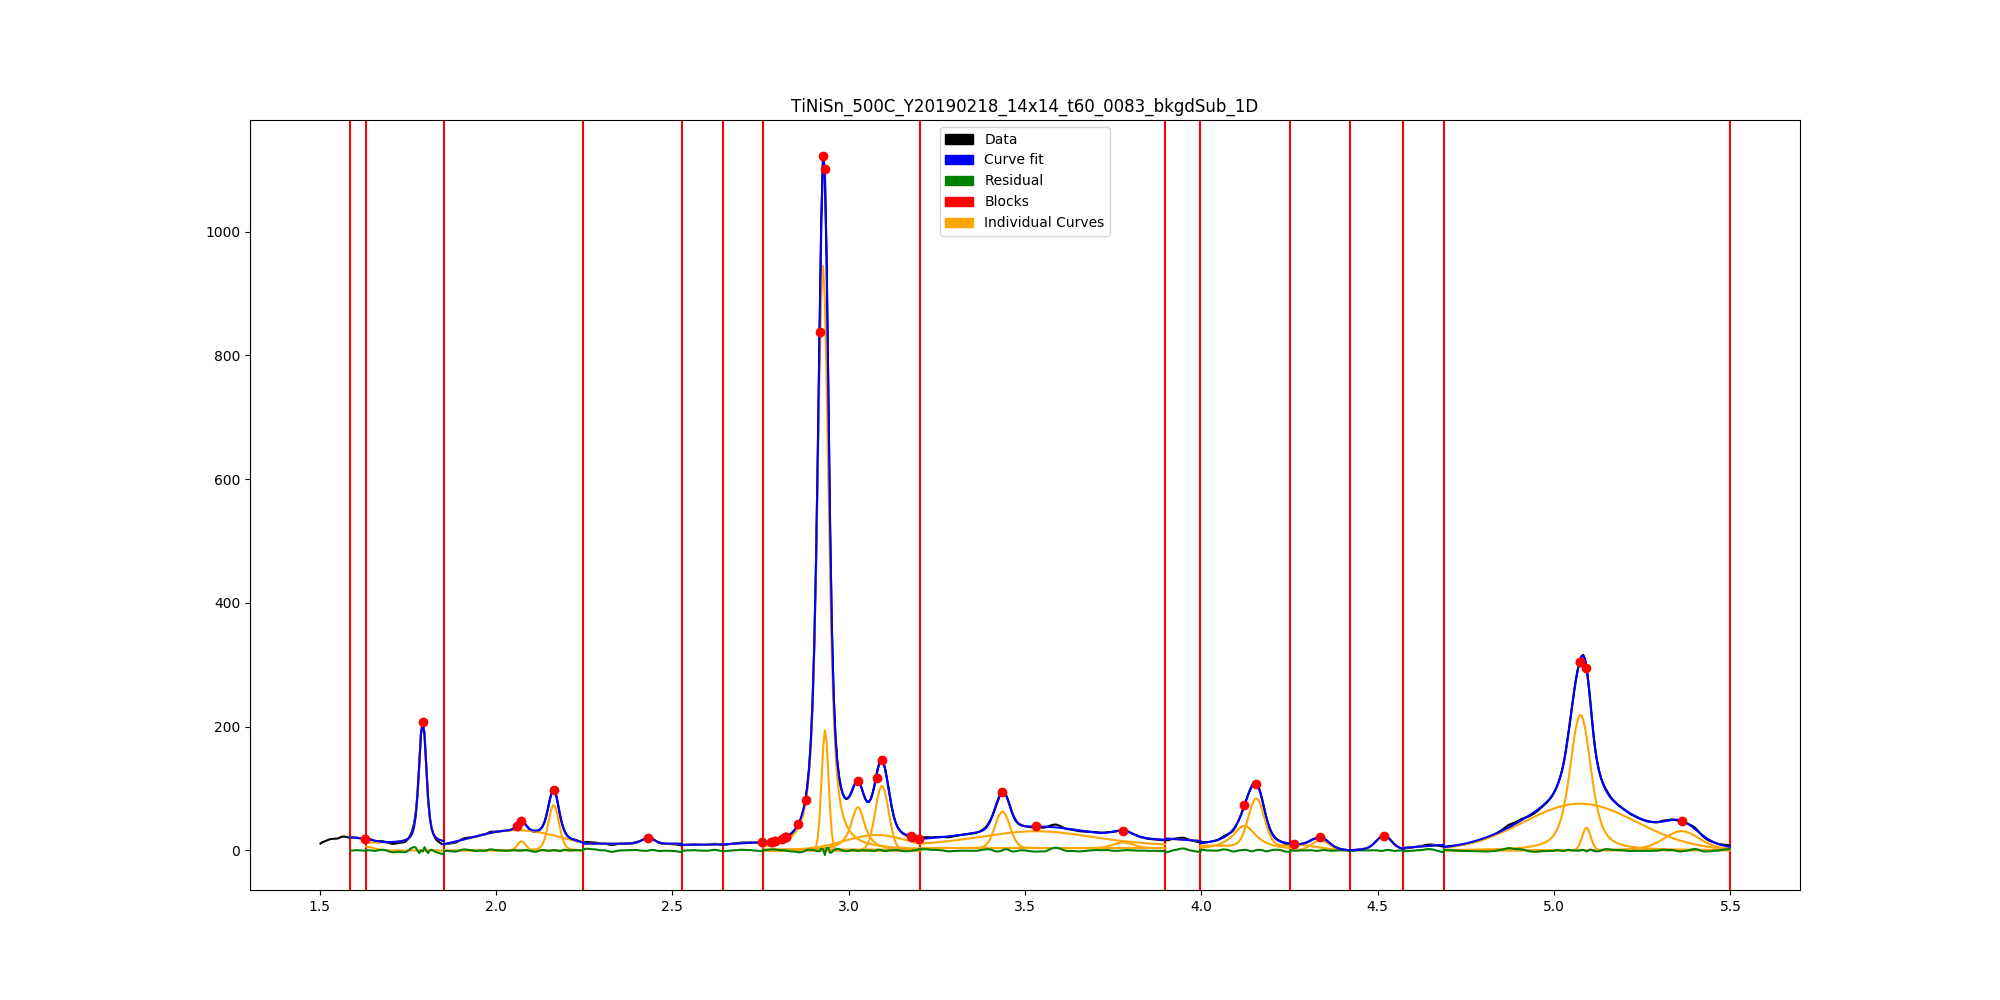 TiNiSn_500C_Y20190218_14x14_t60_0083_bkgdSub_1D
Data
Curve fit
Residual
Blocks
Individual Curves
1000
800
600
400
200
0
1.5 2.0 2.5 3.0 3.5 4.0 4.5 5.0 5.5